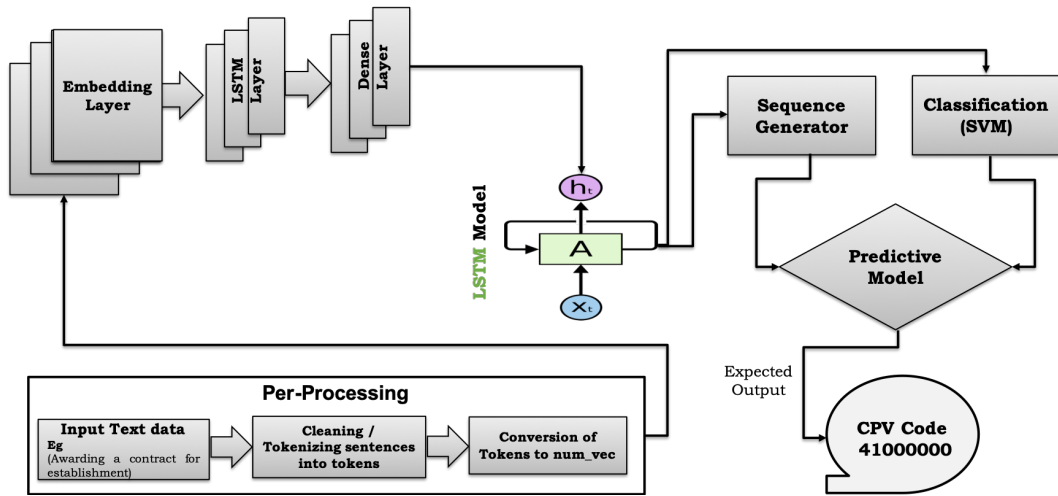 Embedding
Layer
LSTM
Layer
Dense
Layer
Sequence
Generator
Classification
(SVM)
ht
LSTM Model
A
xt
Predictive
Model
Expected
Output
CPV Code
41000000
Per-Processing
Input Text data
Eg
(Awarding a contract for
establishment)
Cleaning /
Tokenizing sentences
into tokens
Conversion of
Tokens to num_vec